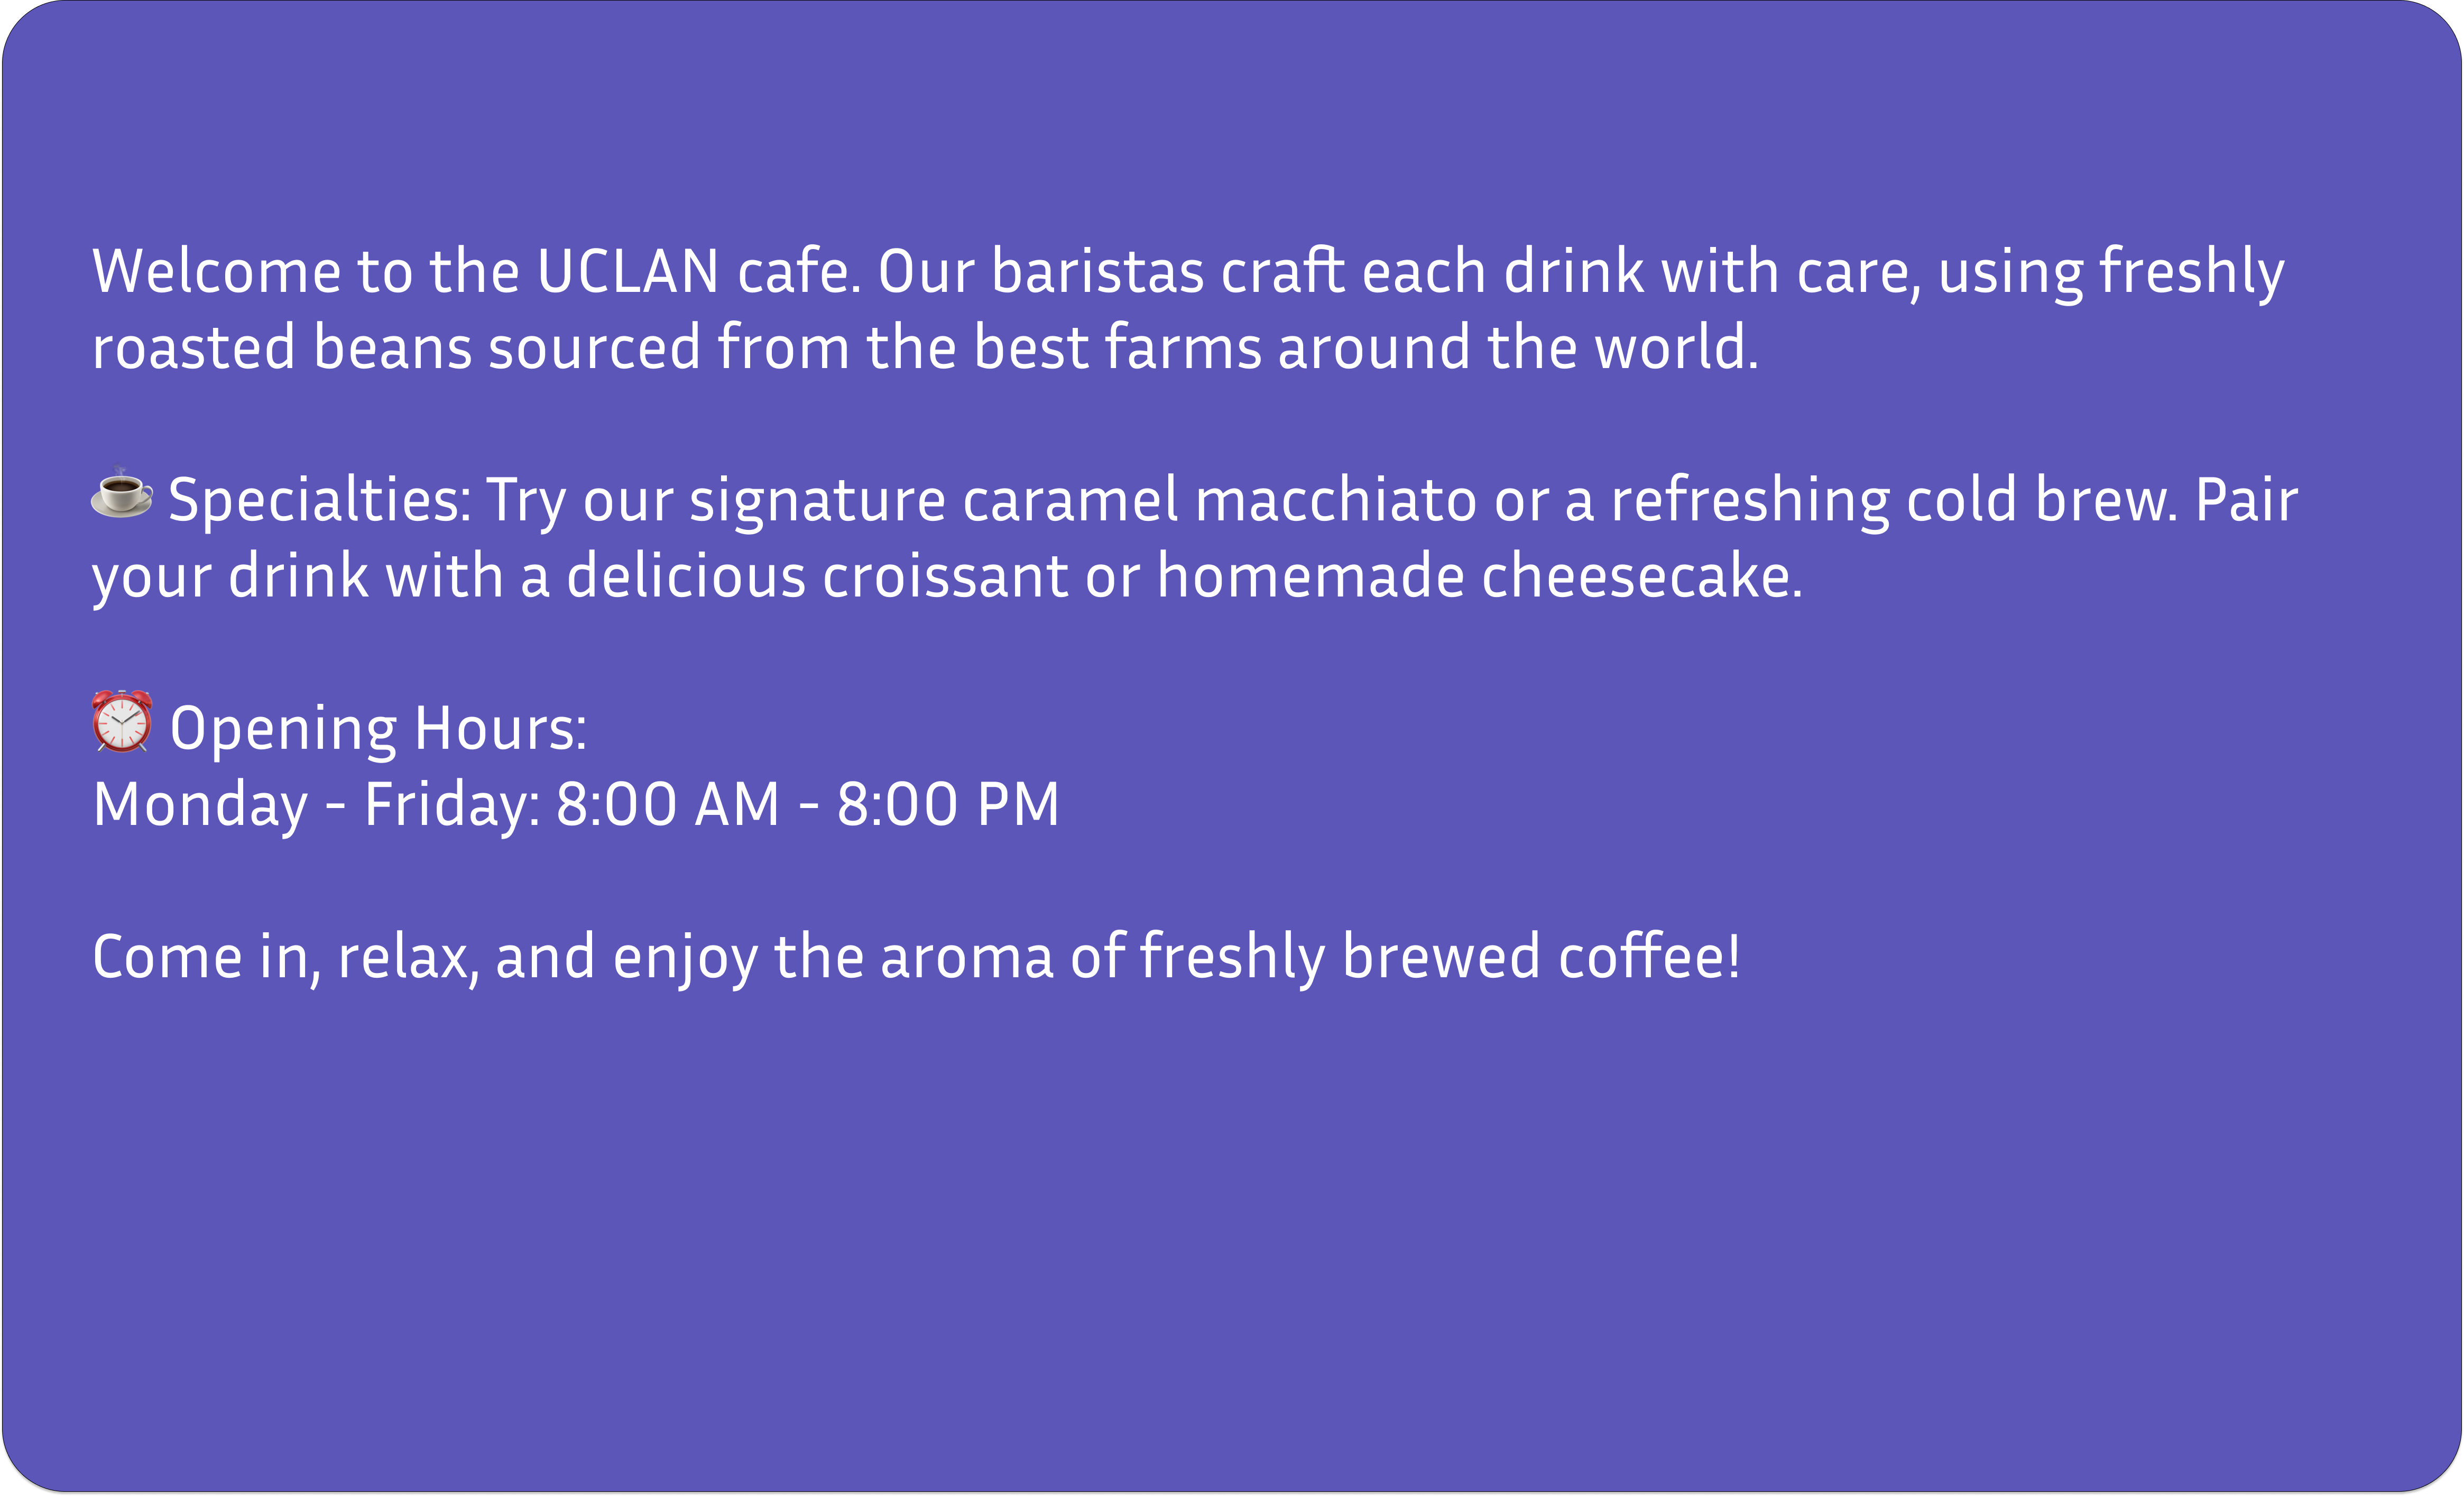 Welcome to the UCLAN cafe. Our baristas craft each drink with care, using freshly
roasted beans sourced from the best farms around the world.
☕ Specialties: Try our signature caramel macchiato or a refreshing cold brew. Pair
your drink with a delicious croissant or homemade cheesecake.
⏰ Opening Hours:
Monday - Friday: 8:00 AM - 8:00 PM
Come in, relax, and enjoy the aroma of freshly brewed coffee!